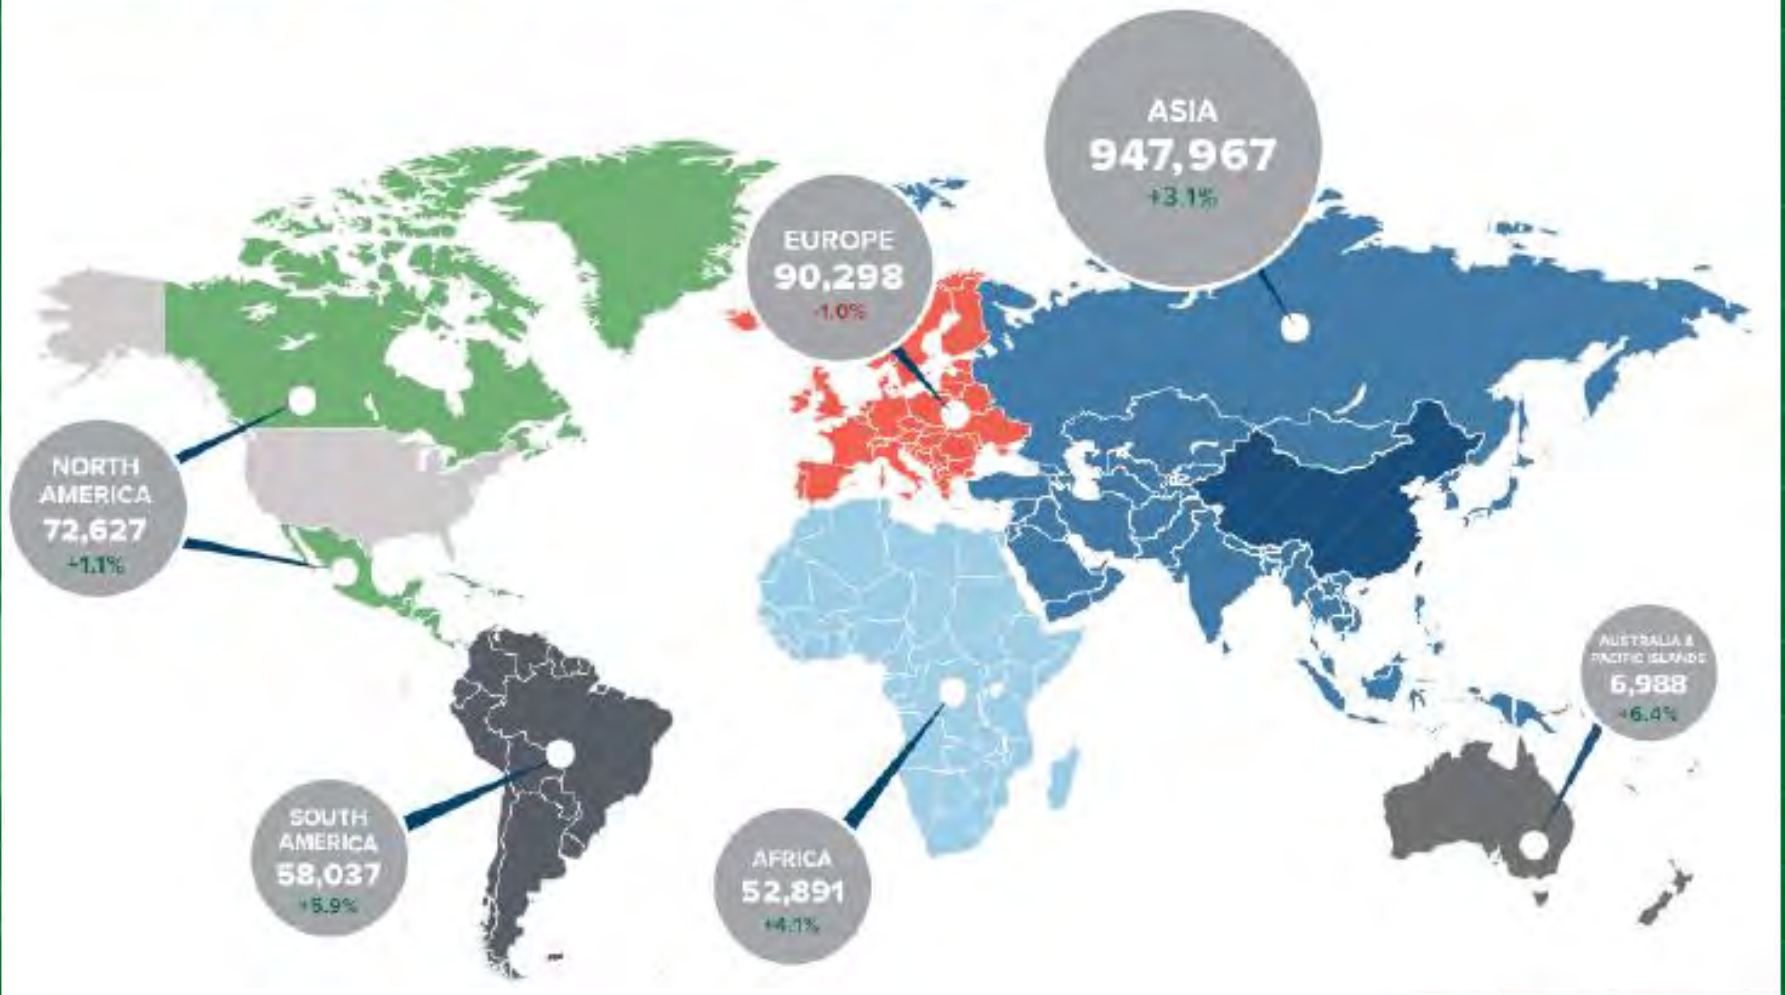 ASIA
947,967
+3.1%
EUROPE
90,298
-1.0%
NORTH
AMERICA
72,627
+1.1%
AUSTRALIA &
PACIFIC ISLANDS
6,988
+6.4%
SOUTH
AMERICA
58,037
+5.9%
AFRICA
52,891
+4.1%